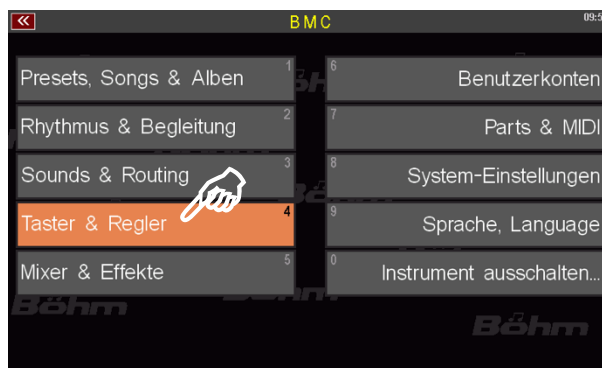 BMC
09:5
Presets, Songs & Alben 1
Rhythmus & Begleitung 2
Sounds & Routing 3
Taster & Regler 4
Mixer & Effekte 5
6 Benutzerkonten
7 Parts & MIDI
8 System-Einstellungen
9 Sprache, Language
0 Instrument ausschalten...
Böhm
Böhm